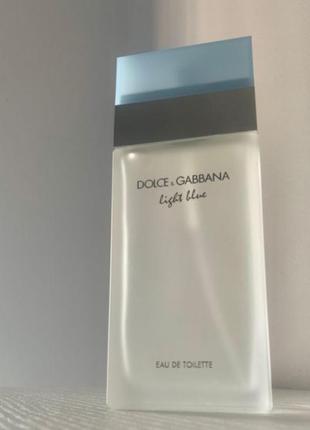 DOLCE & GABBANA
light blue
EAU DE TOILETTE